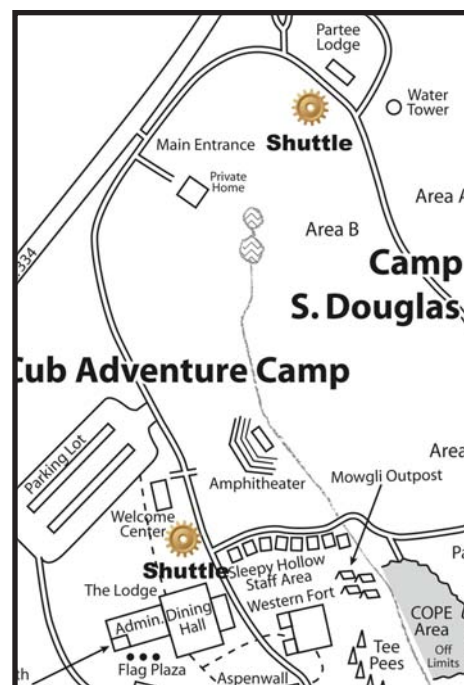 Partee
Lodge
Water
Tower
Main Entrance
Shuttle
Private
Home
Area A
Area B
Camp
S. Douglas
.334
Cub Adventure Camp
Parking Lot
Area
Amphitheater
Mowgli Outpost
Welcome
Center
Shuttle
Sleepy Hollow
Staff Area
Pa
The Lodge
Western Fort
Admin.
Dining
Hall
COPE
Area
Off
Limits
Tee
Pees
th
Flag Plaza
Aspenwall